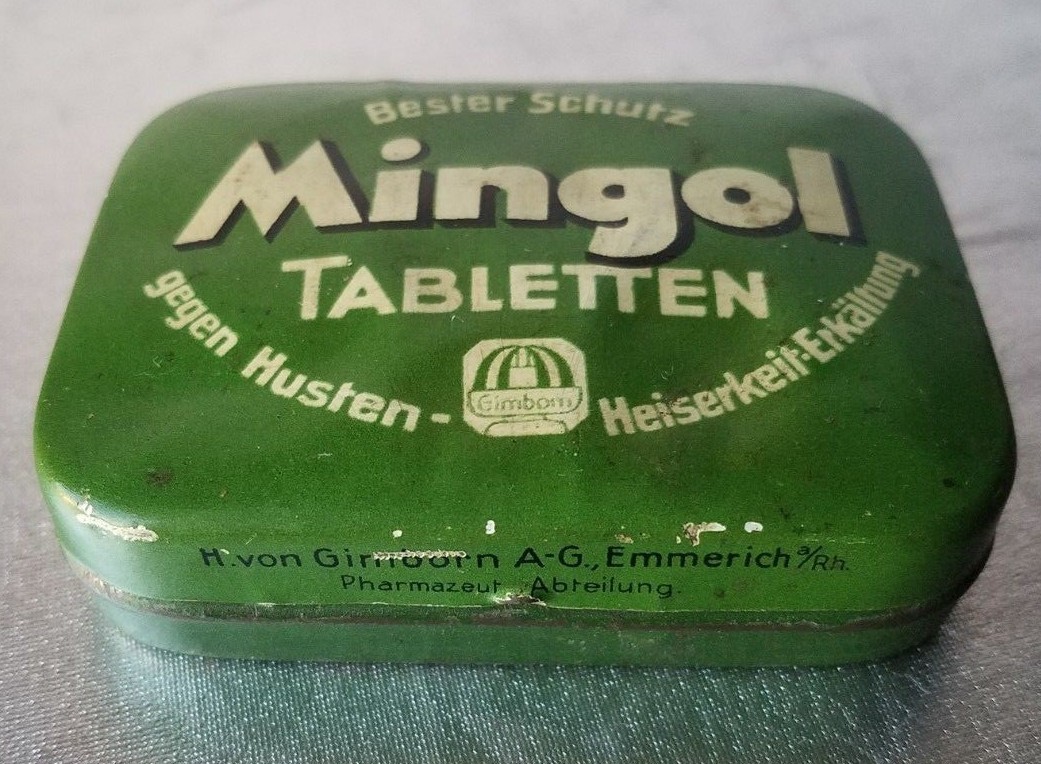 Bester Schutz
Mingol
TABLETTEN
gegen Husten - Heiserkeit-Erkältung
Gimborn
H. von Gimborn A-G., Emmerich a/Rh.
Pharmazeut. Abteilung.